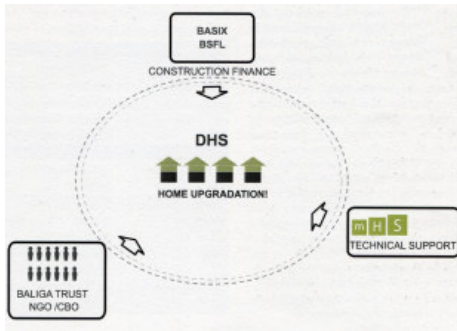 BASIX
BSFL
CONSTRUCTION FINANCE
DHS
HOME UPGRADATION!
mHS
TECHNICAL SUPPORT
BALIGA TRUST
NGO /CBO